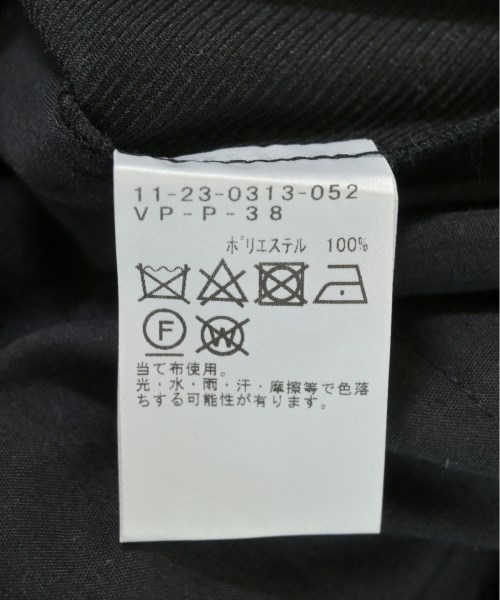 11-23-0313-052
VP-P-38
ポリエステル 100%
F W
当て布使用。
光・水・雨・汗・摩擦等で色落
ちする可能性が有ります。